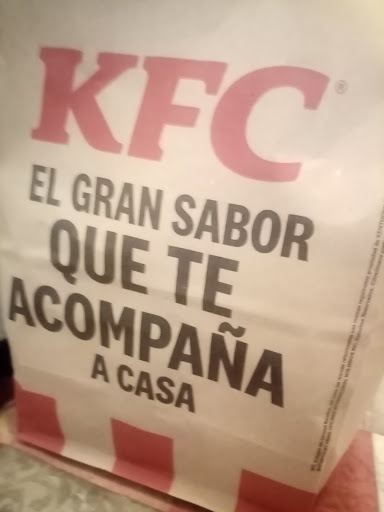 KFC®
EL GRAN SABOR
QUE TE
ACOMPAÑA
A CASA